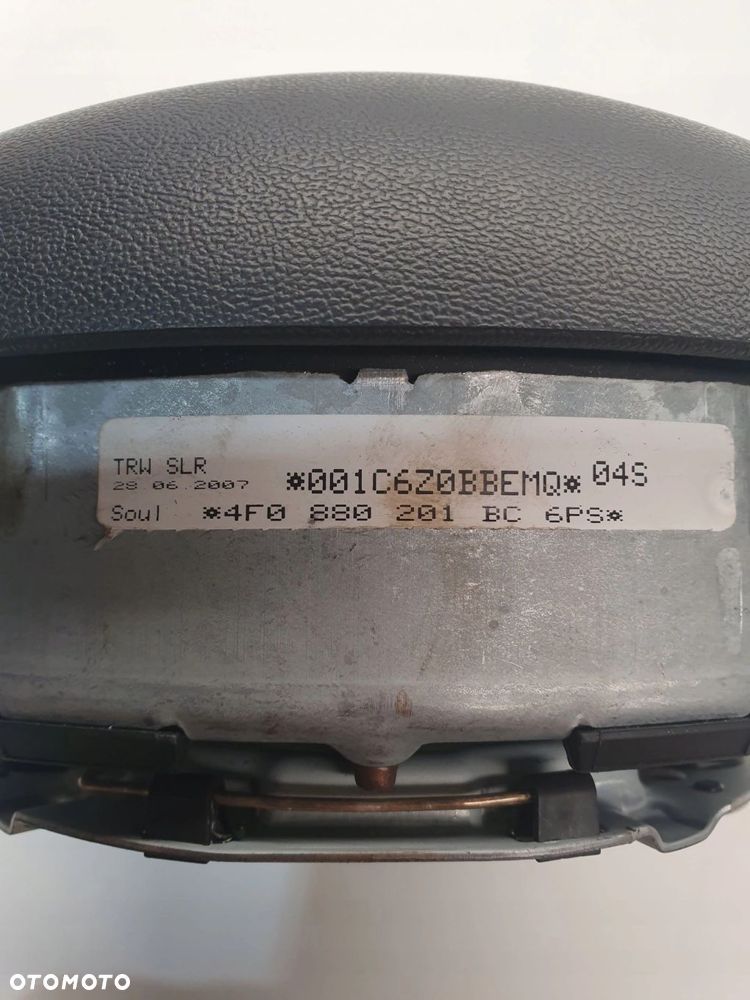 TRW SLR
28 06.2007
*001C6Z0BBEMQ* 04S
Soul *4F0 880 201 BC 6PS*
OTOMOTO